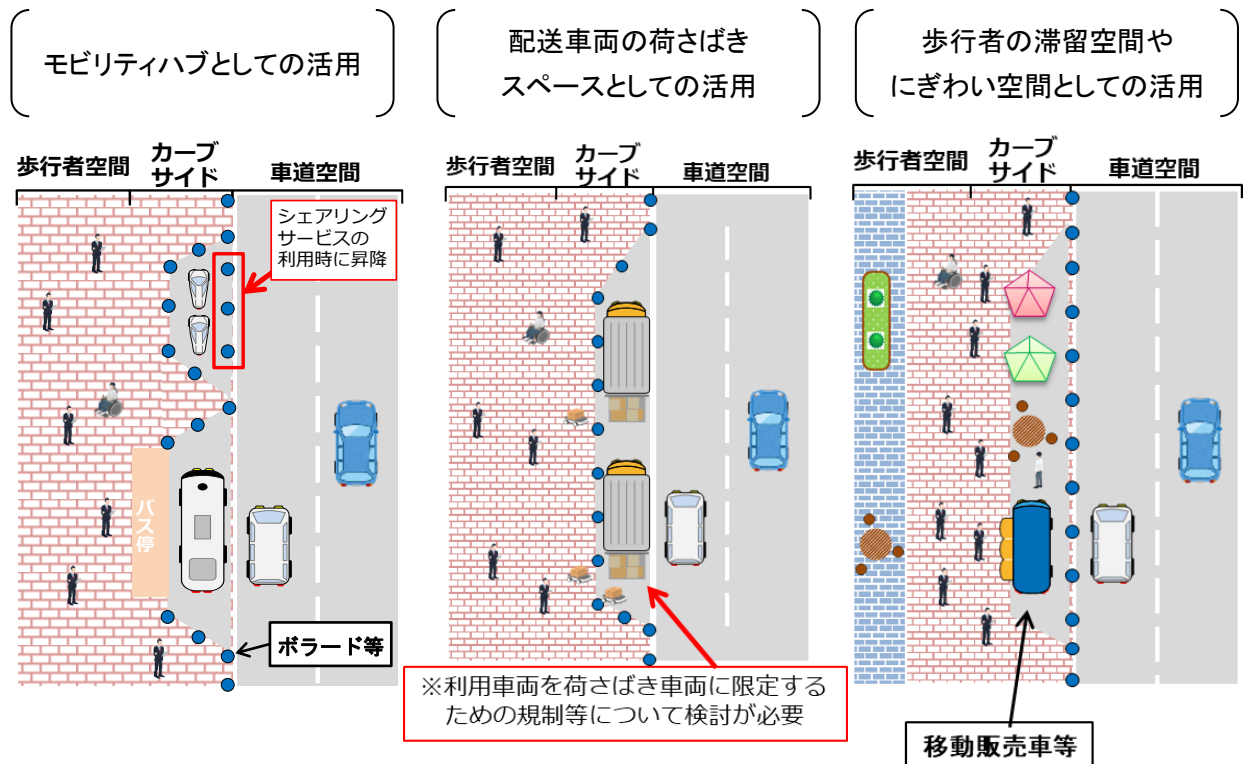 モビリティハブとしての活用
歩行者空間
カーブ
サイド
車道空間
シェアリング
サービスの
利用時に昇降
バス停
ボラード等
配送車両の荷さばき
スペースとしての活用
歩行者空間
カーブ
サイド
車道空間
※利用車両を荷さばき車両に限定する
ための規制等について検討が必要
歩行者の滞留空間や
にぎわい空間としての活用
歩行者空間
カーブ
サイド
車道空間
移動販売車等